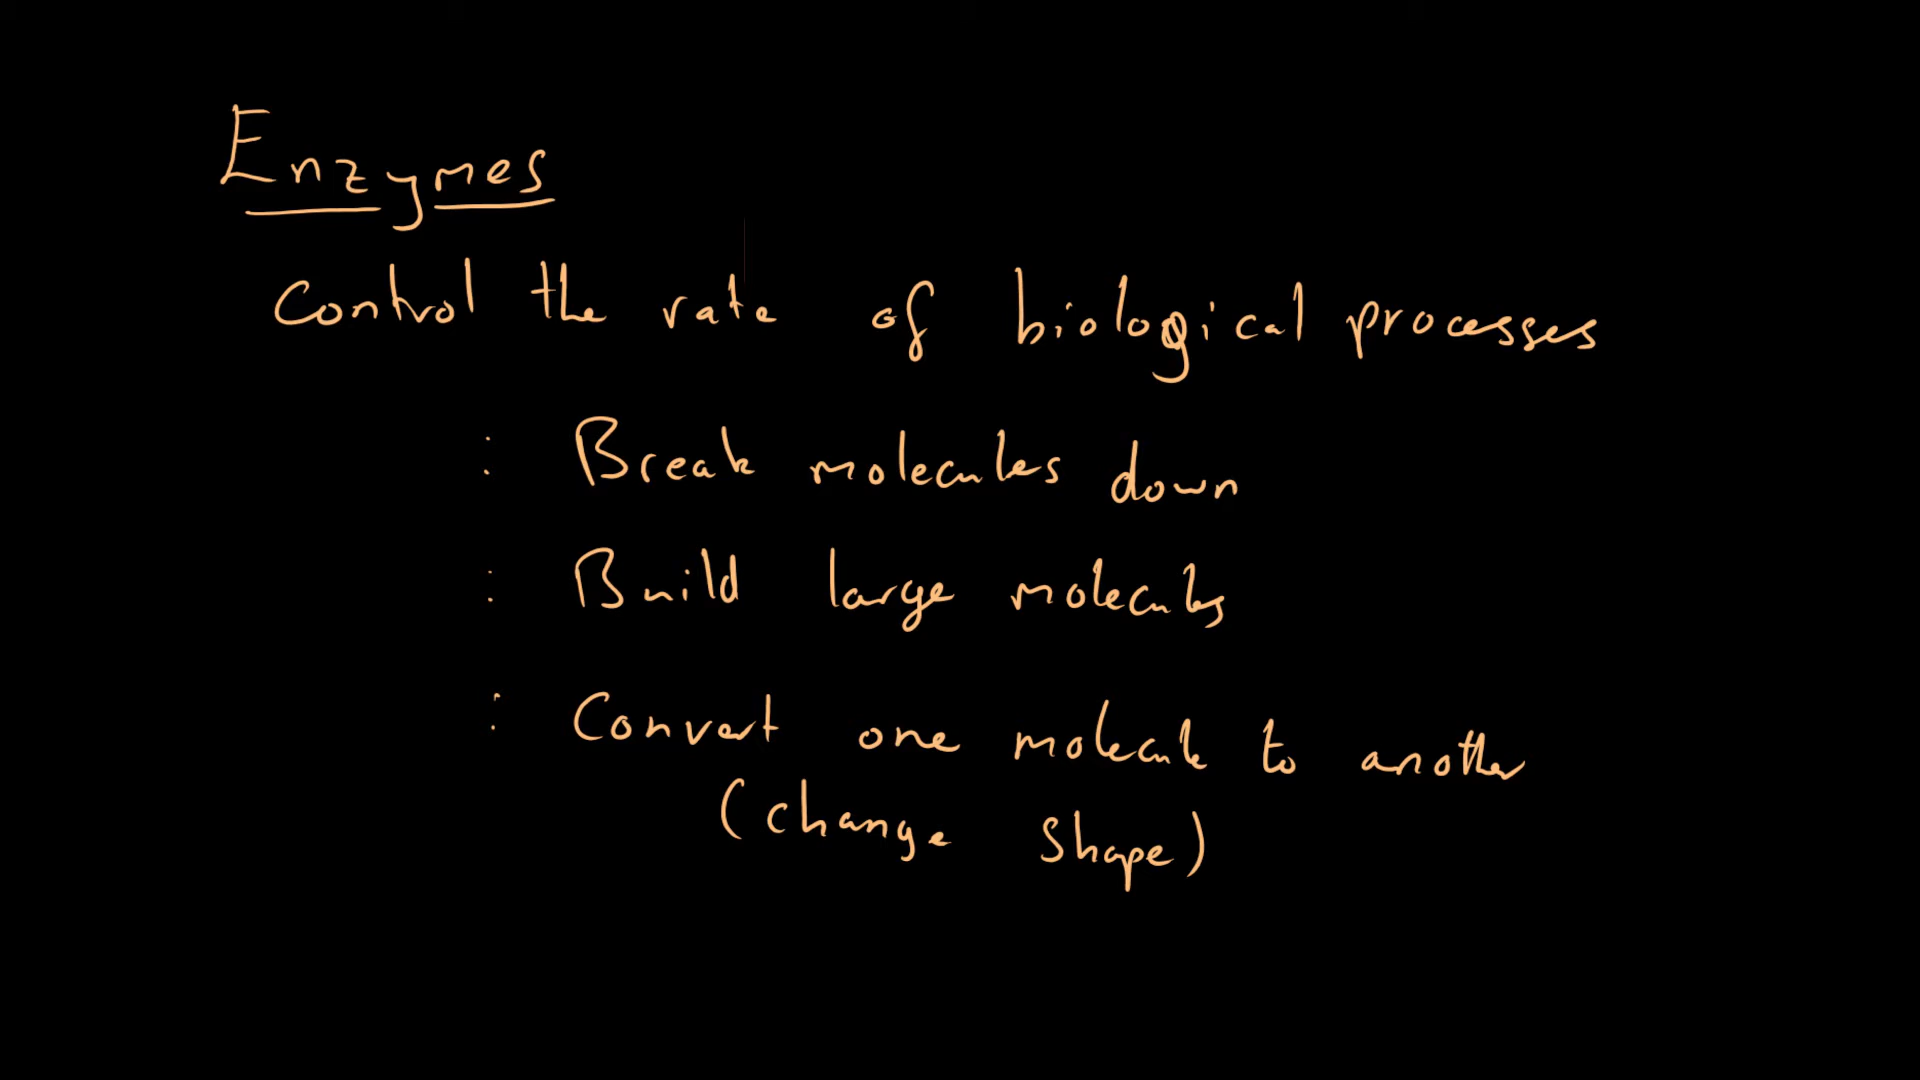 Enzymes
Control the rate of biological processes
: Break molecules down
: Build large molecules
: Convert one molecule to another
(change shape)